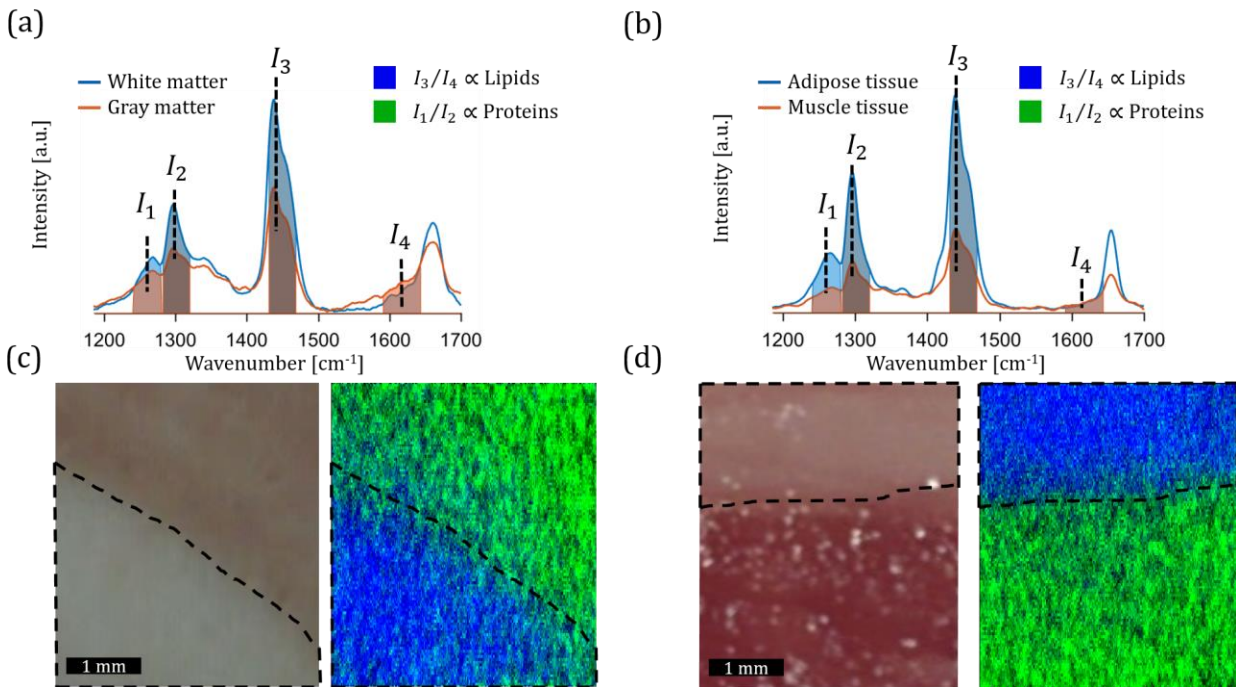 (a)
I₃
White matter
Gray matter
I₃/I₄ ∝ Lipids
I₁/I₂ ∝ Proteins
I₂
I₁
I₄
Intensity [a.u.]
1200 1300 1400 1500 1600 1700
Wavenumber [cm⁻¹]
(b)
I₃
Adipose tissue
Muscle tissue
I₃/I₄ ∝ Lipids
I₁/I₂ ∝ Proteins
I₂
I₁
I₄
Intensity [a.u.]
1200 1300 1400 1500 1600 1700
Wavenumber [cm⁻¹]
(c)
1 mm
(d)
1 mm